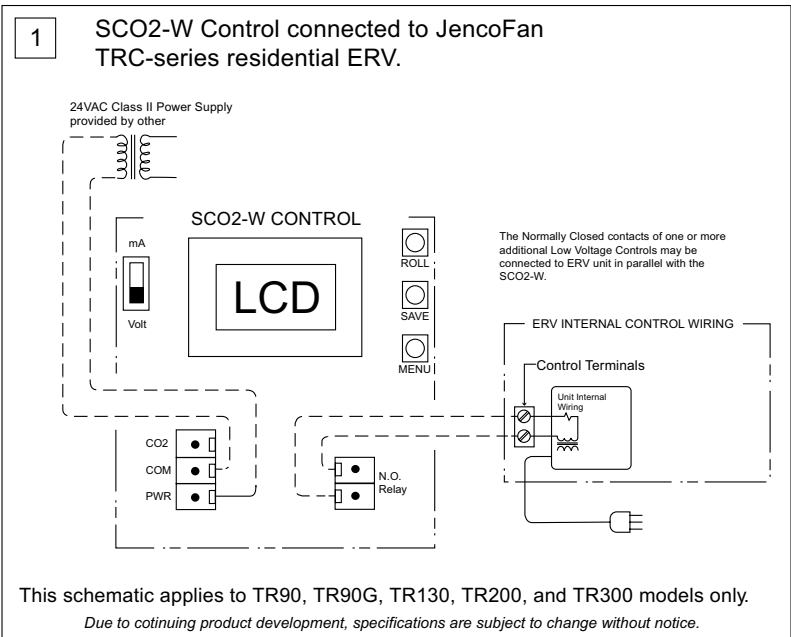 1
SCO2-W Control connected to JencoFan
TRC-series residential ERV.
24VAC Class II Power Supply
provided by other
SCO2-W CONTROL
mA
Volt
LCD
ROLL
SAVE
MENU
The Normally Closed contacts of one or more
additional Low Voltage Controls may be
connected to ERV unit in parallel with the
SCO2-W.
ERV INTERNAL CONTROL WIRING
Control Terminals
Unit Internal
Wiring
CO2
COM
PWR
N.O.
Relay
This schematic applies to TR90, TR90G, TR130, TR200, and TR300 models only.
Due to cotinuing product development, specifications are subject to change without notice.